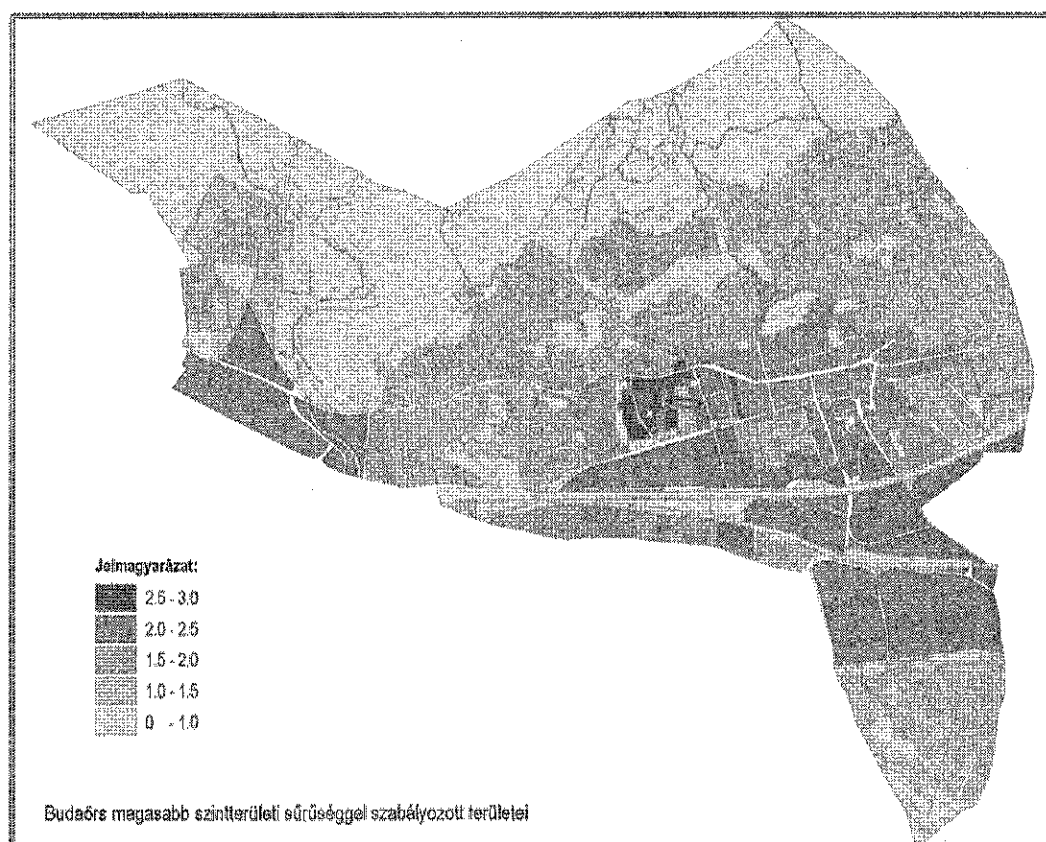 Jelmagyarázat:
2.5 - 3.0
2.0 - 2.5
1.5 - 2.0
1.0 - 1.5
0 - 1.0
Budaörs magasabb szintterületi sűrűséggel szabályozott területei